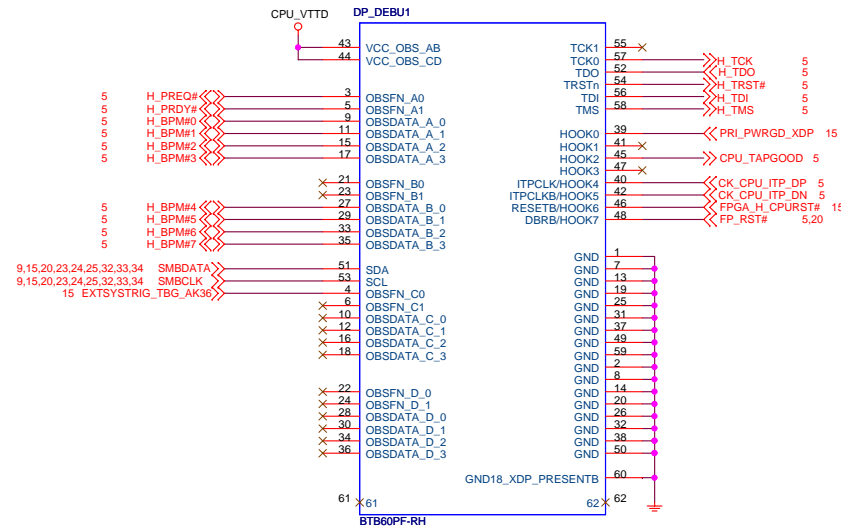 CPU_VTTD DP_DEBU1
43 VCC_OBS_AB TCK1 55
44 VCC_OBS_CD TCK0 57 H_TCK 5
TDO 52 H_TDO 5
TRSTn 54 H_TRST# 5
5 H_PREQ# 3 OBSFN_A0 TDI 56 H_TDI 5
5 H_PRDY# 5 OBSFN_A1 TMS 58 H_TMS 5
5 H_BPM#0 9 OBSDATA_A_0
5 H_BPM#1 11 OBSDATA_A_1 HOOK0 39 PRI_PWRGD_XDP 15
5 H_BPM#2 15 OBSDATA_A_2 HOOK1 41
5 H_BPM#3 17 OBSDATA_A_3 HOOK2 45 CPU_TAPGOOD 5
HOOK3 47
21 OBSFN_B0 ITPCLK/HOOK4 40 CK_CPU_ITP_DP 5
23 OBSFN_B1 ITPCLKB/HOOK5 42 CK_CPU_ITP_DN 5
5 H_BPM#4 27 OBSDATA_B_0 RESETB/HOOK6 46 FPGA_H_CPURST# 15
5 H_BPM#5 29 OBSDATA_B_1 DBRB/HOOK7 48 FP_RST# 5,20
5 H_BPM#6 33 OBSDATA_B_2
5 H_BPM#7 35 OBSDATA_B_3
GND 1
9,15,20,23,24,25,32,33,34 SMBDATA 51 SDA GND 7
9,15,20,23,24,25,32,33,34 SMBCLK 53 SCL GND 13
15 EXTSYSTRIG_TBG_AK36 4 OBSFN_C0 GND 19
6 OBSFN_C1 GND 25
10 OBSDATA_C_0 GND 31
12 OBSDATA_C_1 GND 37
16 OBSDATA_C_2 GND 49
18 OBSDATA_C_3 GND 59
GND 2
GND 8
22 OBSFN_D_0 GND 14
24 OBSFN_D_1 GND 20
28 OBSDATA_D_0 GND 26
30 OBSDATA_D_1 GND 32
34 OBSDATA_D_2 GND 38
36 OBSDATA_D_3 GND 50
GND18_XDP_PRESENTB 60
61 61 62 62
BTB60PF-RH